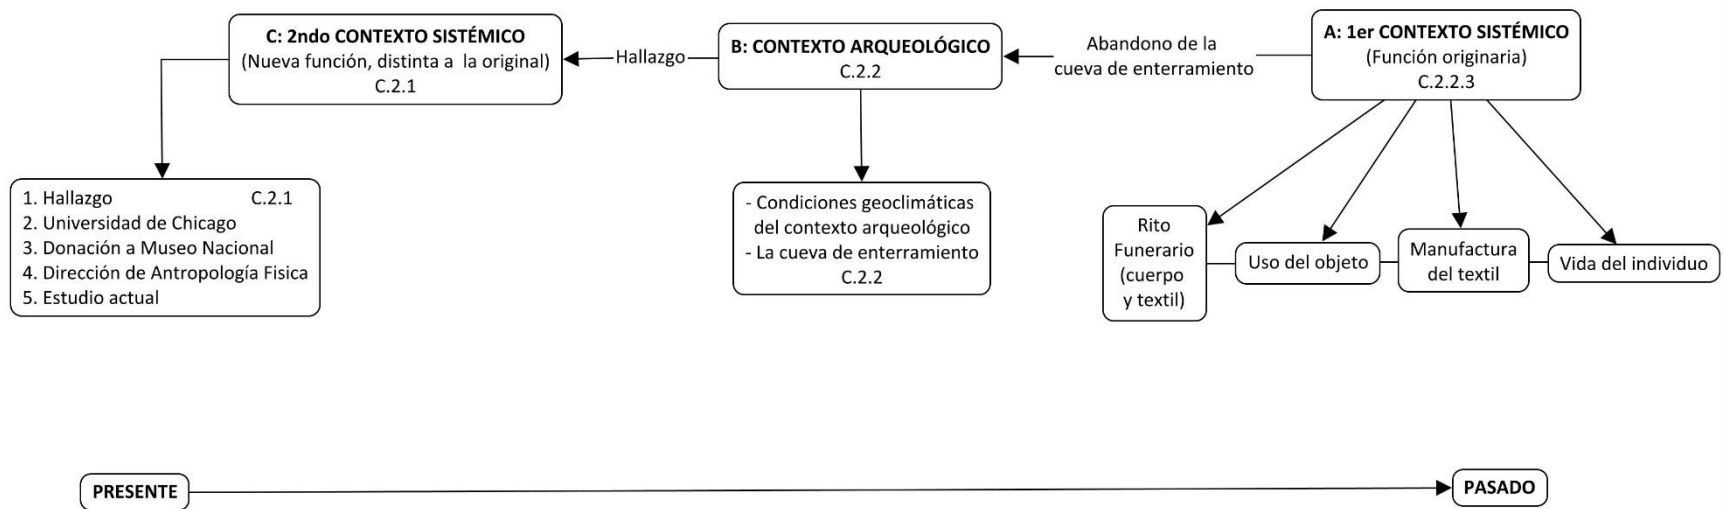 C: 2ndo CONTEXTO SISTÉMICO
(Nueva función, distinta a la original)
C.2.1
Hallazgo
B: CONTEXTO ARQUEOLÓGICO
C.2.2
Abandono de la
cueva de enterramiento
A: 1er CONTEXTO SISTÉMICO
(Función originaria)
C.2.2.3
1. Hallazgo C.2.1
2. Universidad de Chicago
3. Donación a Museo Nacional
4. Dirección de Antropología Fisica
5. Estudio actual
- Condiciones geoclimáticas
del contexto arqueológico
- La cueva de enterramiento
C.2.2
Rito
Funerario
(cuerpo
y textil)
Uso del objeto
Manufactura
del textil
Vida del individuo
PRESENTE
PASADO